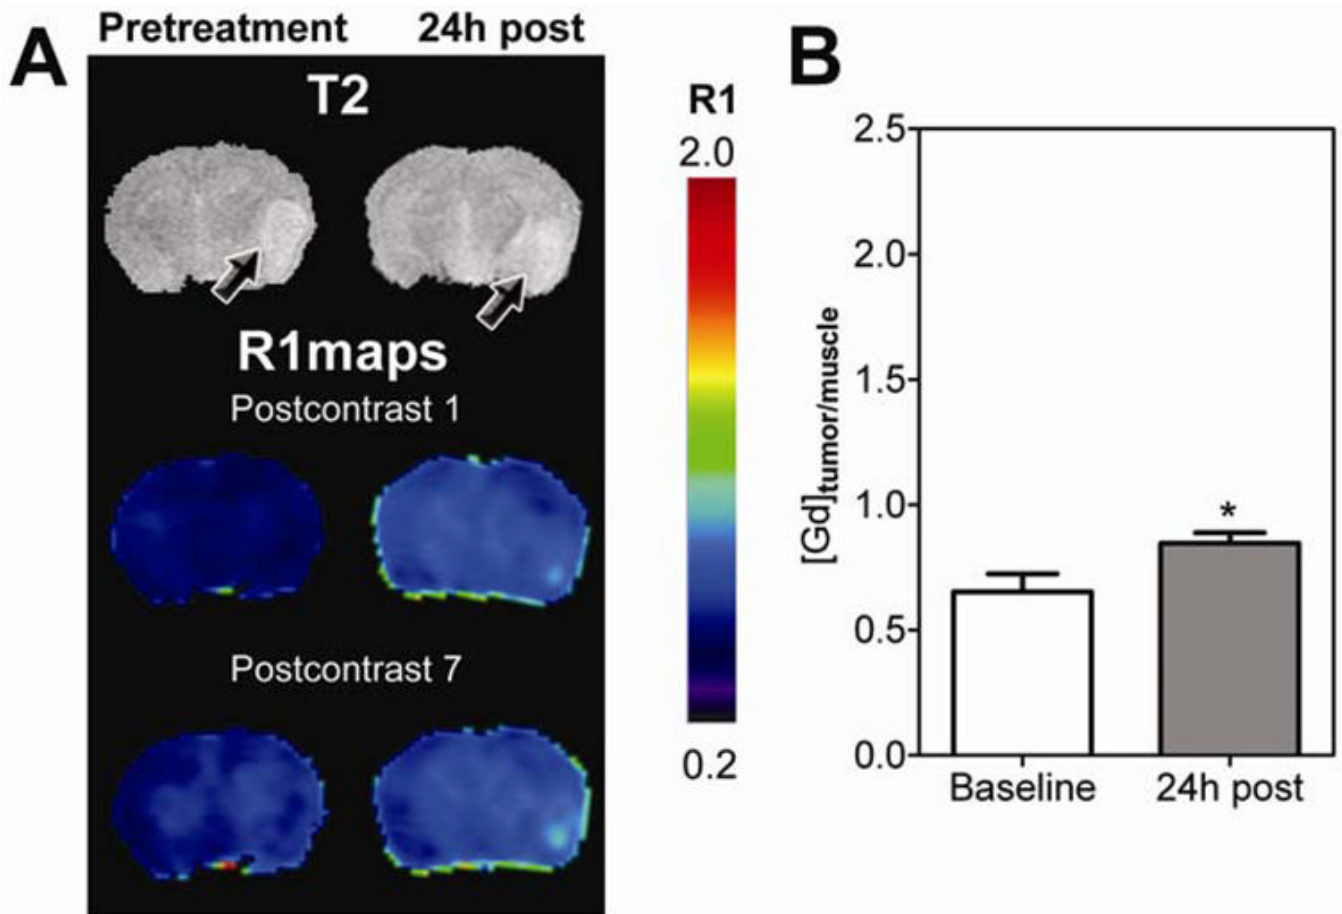 A
Pretreatment 24h post
T2
R1maps
Postcontrast 1
Postcontrast 7
R1
2.0
0.2
B
[Gd]tumor/muscle
2.5
2.0
1.5
1.0
0.5
0.0
*
Baseline 24h post